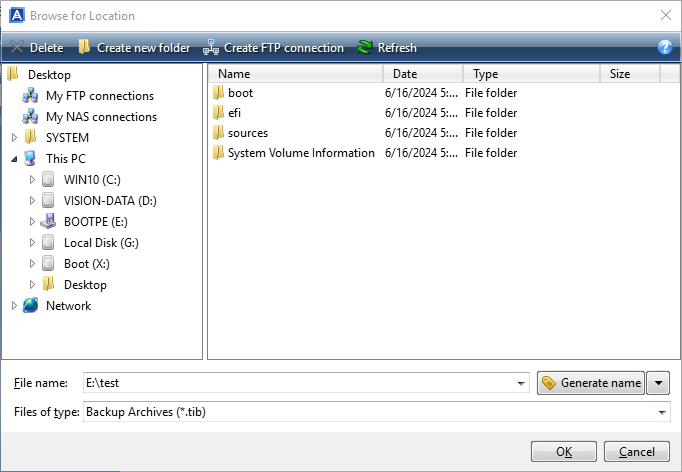 Browse for Location
Delete Create new folder Create FTP connection Refresh ?
Desktop
My FTP connections
My NAS connections
SYSTEM
This PC
WIN10 (C:)
VISION-DATA (D:)
BOOTPE (E:)
Local Disk (G:)
Boot (X:)
Desktop
Network
Name Date Type Size
boot 6/16/2024 5:... File folder
efi 6/16/2024 5:... File folder
sources 6/16/2024 5:... File folder
System Volume Information 6/16/2024 5:... File folder
File name: E:\test Generate name
Files of type: Backup Archives (*.tib)
OK Cancel